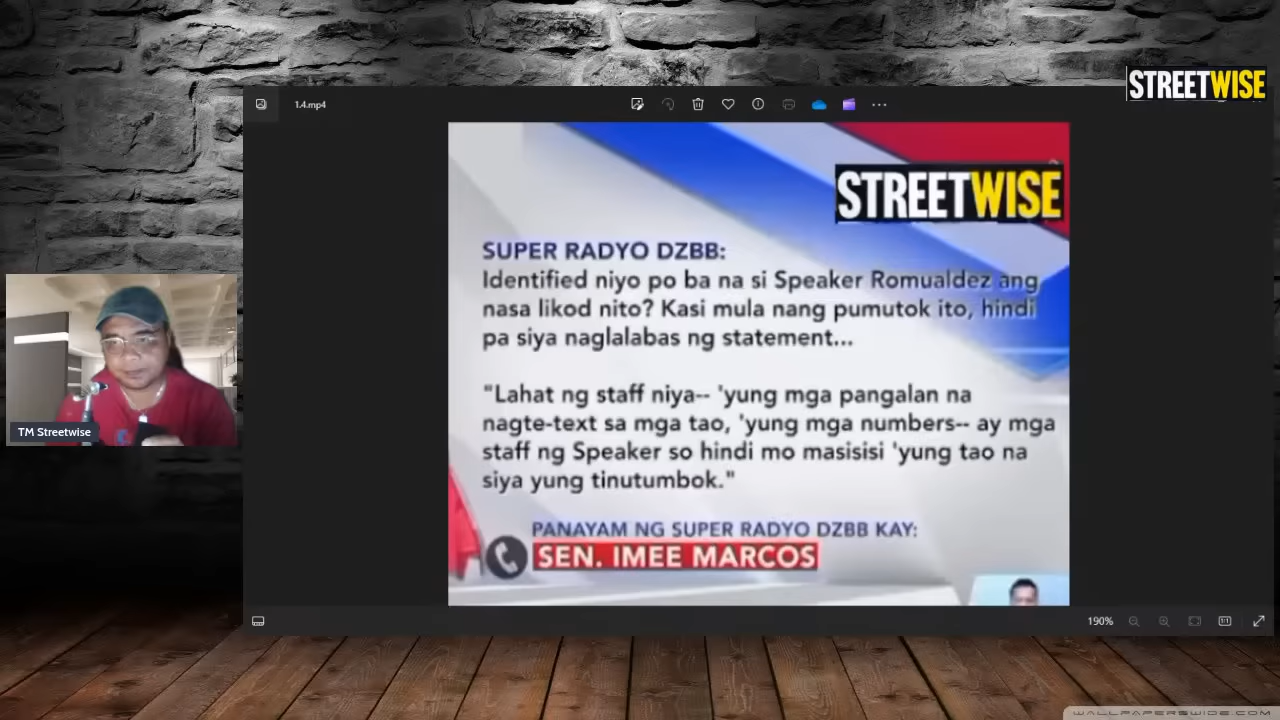 STREETWISE
1.4.mp4
STREETWISE
SUPER RADYO DZBB:
Identified niyo po ba na si Speaker Romualdez ang
nasa likod nito? Kasi mula nang pumutok ito, hindi
pa siya naglalabas ng statement...
"Lahat ng staff niya-- 'yung mga pangalan na
nagte-text sa mga tao, 'yung mga numbers-- ay mga
staff ng Speaker so hindi mo masisisi 'yung tao na
siya yung tinutumbok."
PANAYAM NG SUPER RADYO DZBB KAY:
SEN. IMEE MARCOS
TM Streetwise
190%
WALLPAPERSWIDE.COM